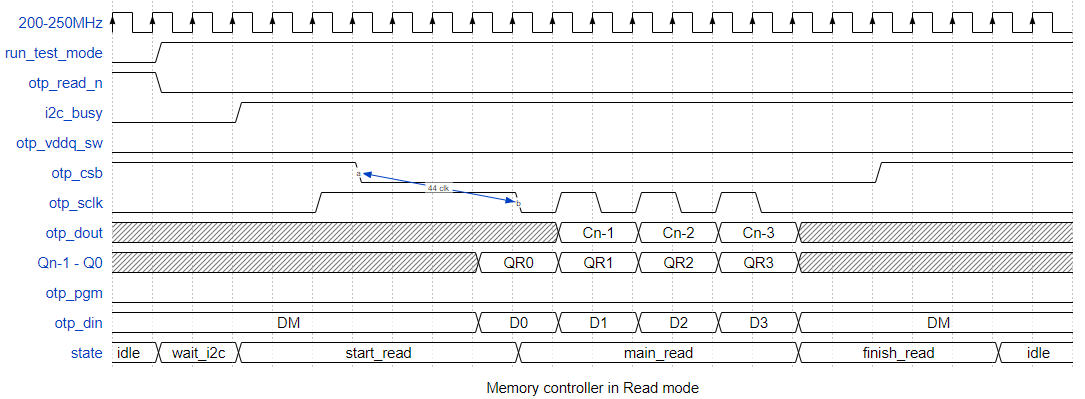 200-250MHz
run_test_mode
otp_read_n
i2c_busy
otp_vddq_sw
otp_csb a
44 clk
otp_sclk b
otp_dout Cn-1 Cn-2 Cn-3
Qn-1 - Q0 QR0 QR1 QR2 QR3
otp_pgm
otp_din DM D0 D1 D2 D3 DM
state idle wait_i2c start_read main_read finish_read idle
Memory controller in Read mode